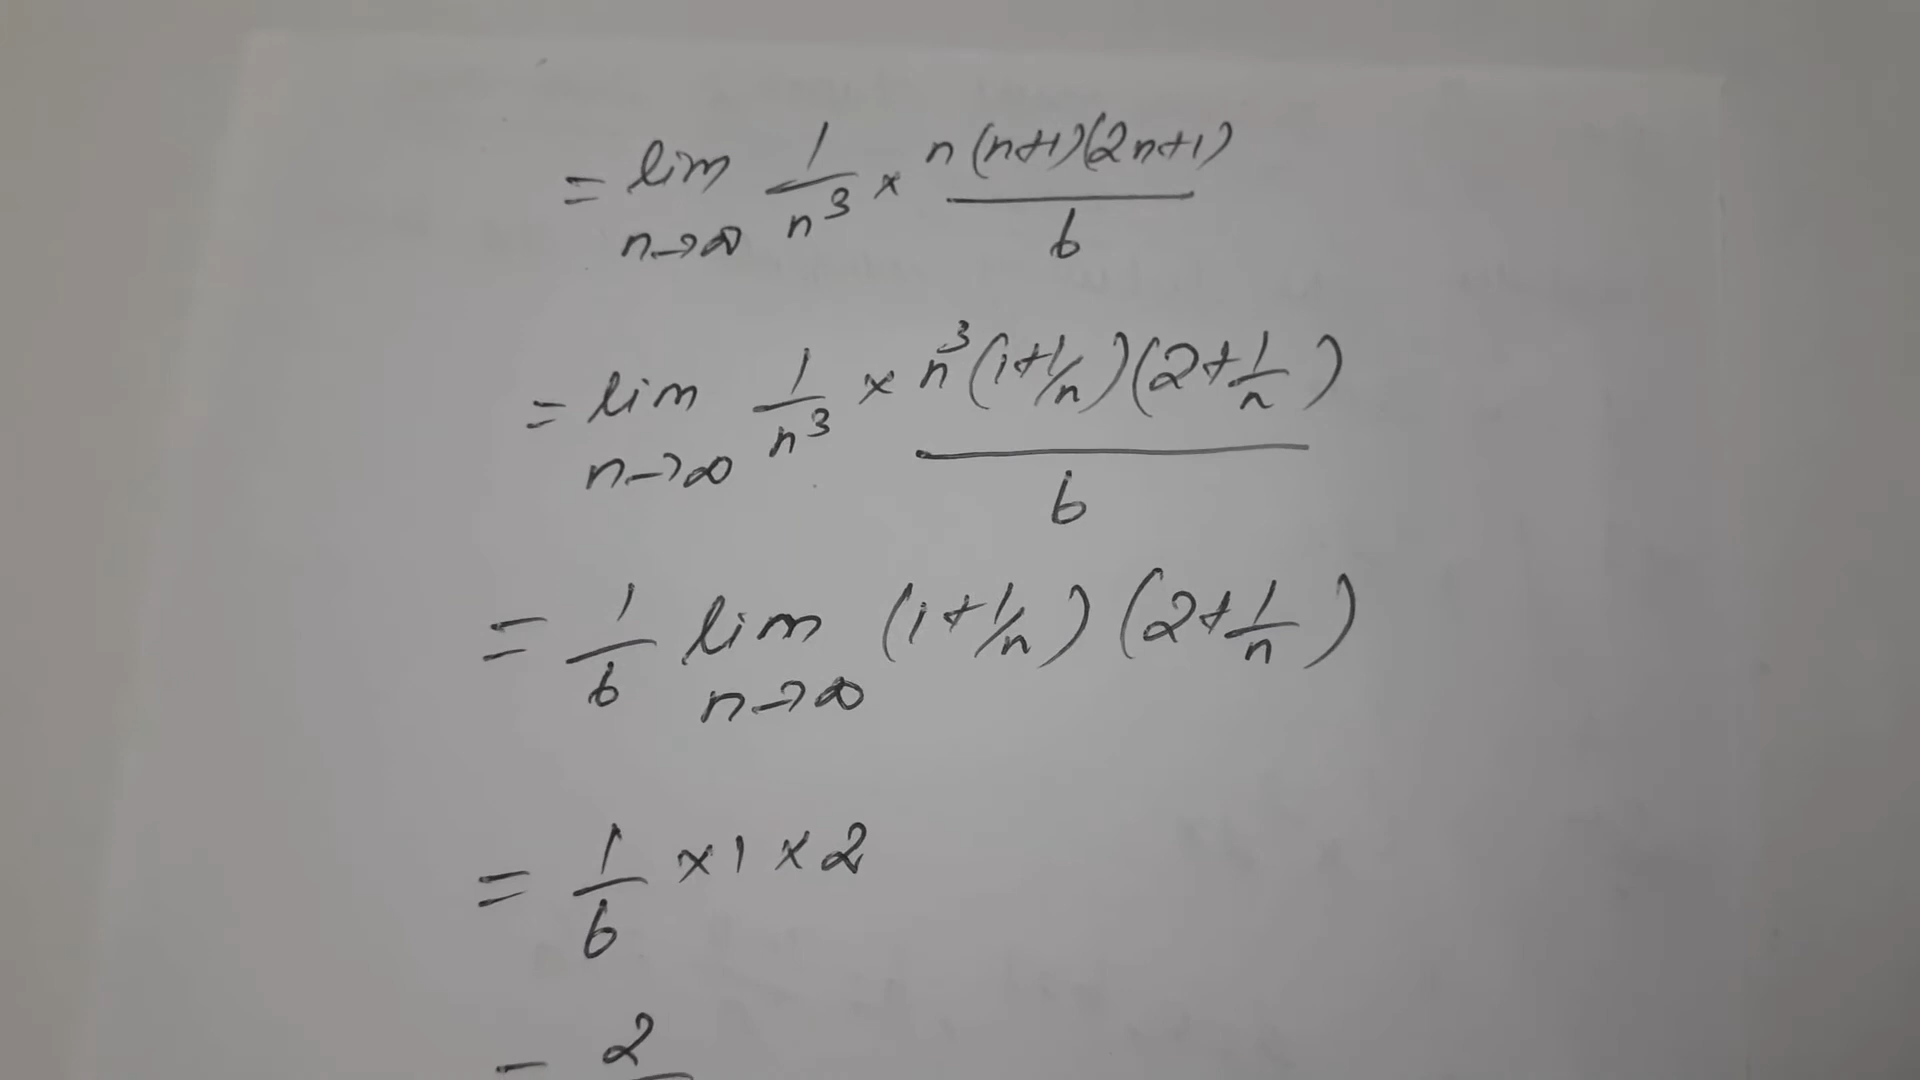 = lim n→∞ 1/n³ × n(n+1)(2n+1)/6
= lim n→∞ 1/n³ × n³(1+1/n)(2+1/n)/6
= 1/6 lim n→∞ (1+1/n)(2+1/n)
= 1/6 × 1 × 2
= 2